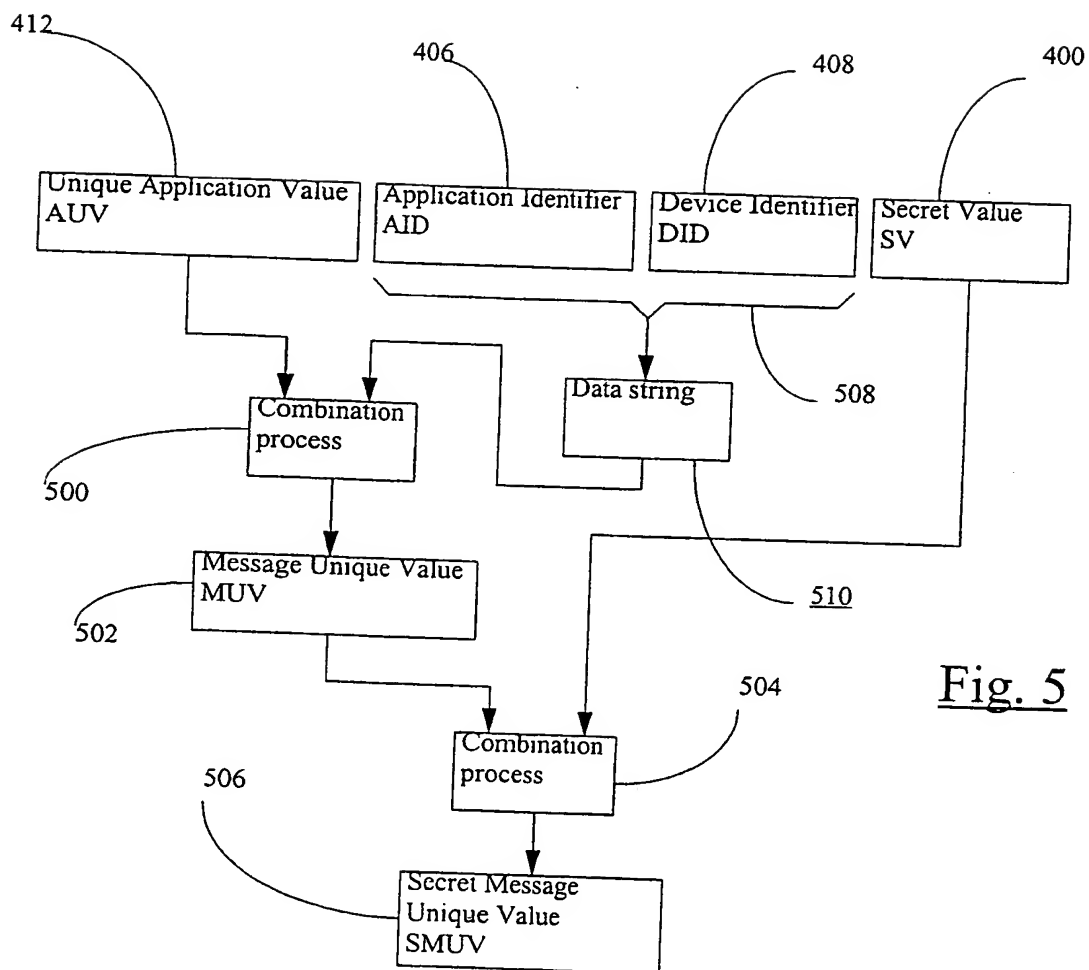 412
406
408
400
Unique Application Value
AUV
Application Identifier
AID
Device Identifier
DID
Secret Value
SV
Combination
process
Data string
508
500
Message Unique Value
MUV
510
502
504
Combination
process
Fig. 5
506
Secret Message
Unique Value
SMUV